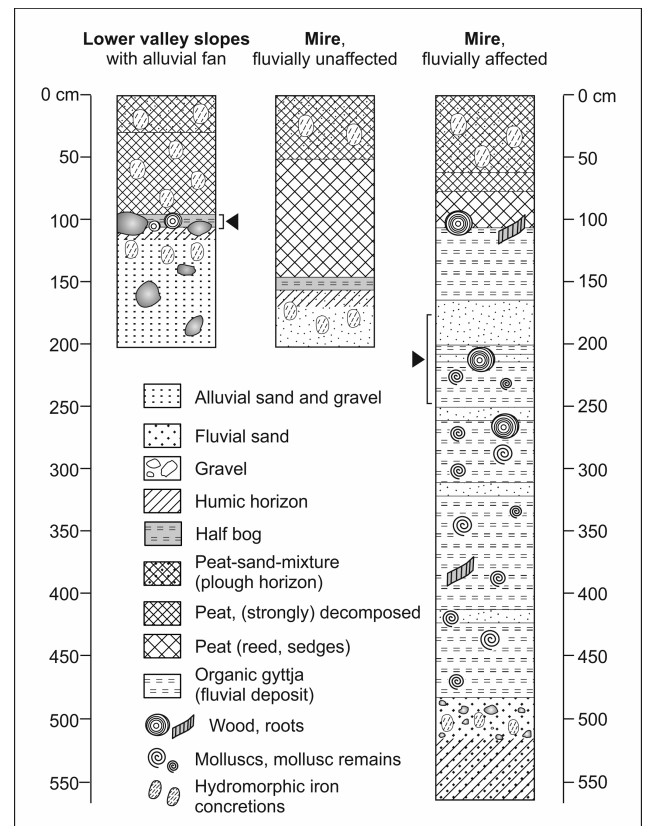 Lower valley slopes
with alluvial fan
Mire,
fluvially unaffected
Mire,
fluvially affected
0 cm
50
100
150
200
250
300
350
400
450
500
550
0 cm
50
100
150
200
250
300
350
400
450
500
550
Alluvial sand and gravel
Fluvial sand
Gravel
Humic horizon
Half bog
Peat-sand-mixture
(plough horizon)
Peat, (strongly) decomposed
Peat (reed, sedges)
Organic gyttja
(fluvial deposit)
Wood, roots
Molluscs, mollusc remains
Hydromorphic iron
concretions